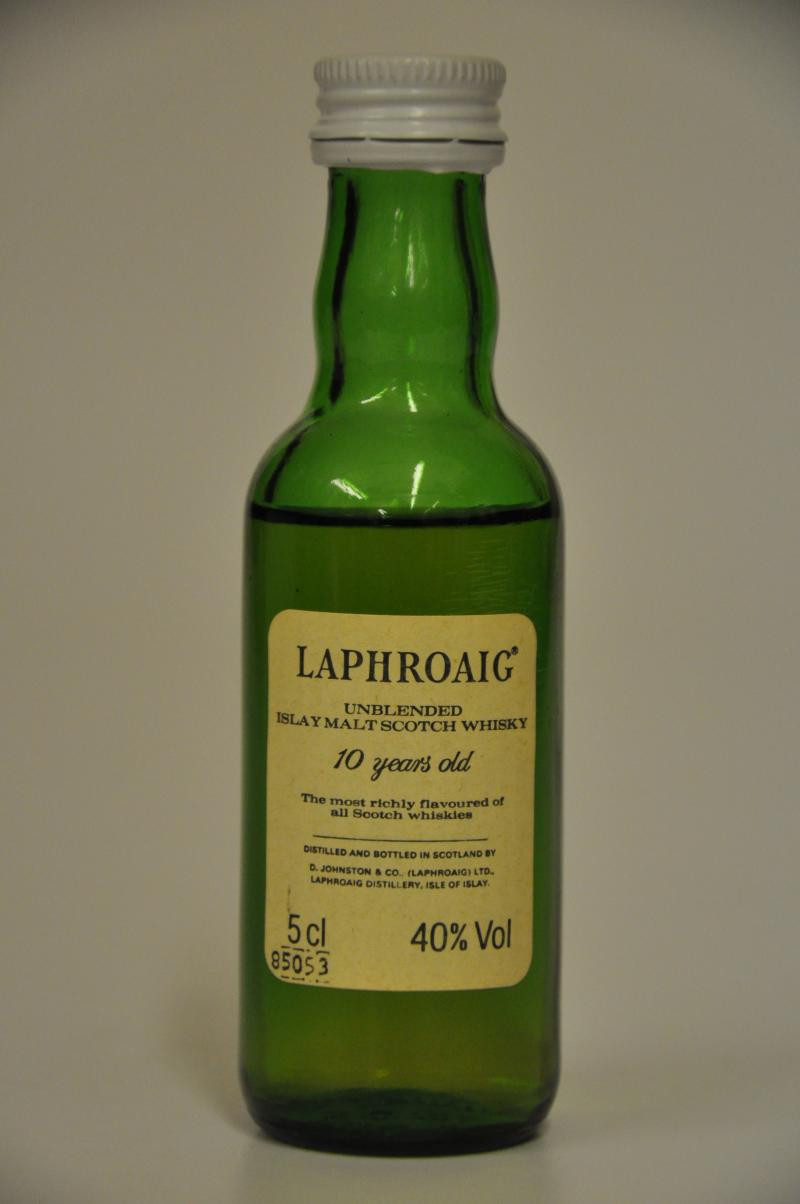 LAPHROAIG®
UNBLENDED
ISLAY MALT SCOTCH WHISKY
10 years old
The most richly flavoured of
all Scotch whiskies
DISTILLED AND BOTTLED IN SCOTLAND BY
D. JOHNSTON & CO., (LAPHROAIG) LTD.,
LAPHROAIG DISTILLERY, ISLE OF ISLAY.
5 cl 40% Vol
85053